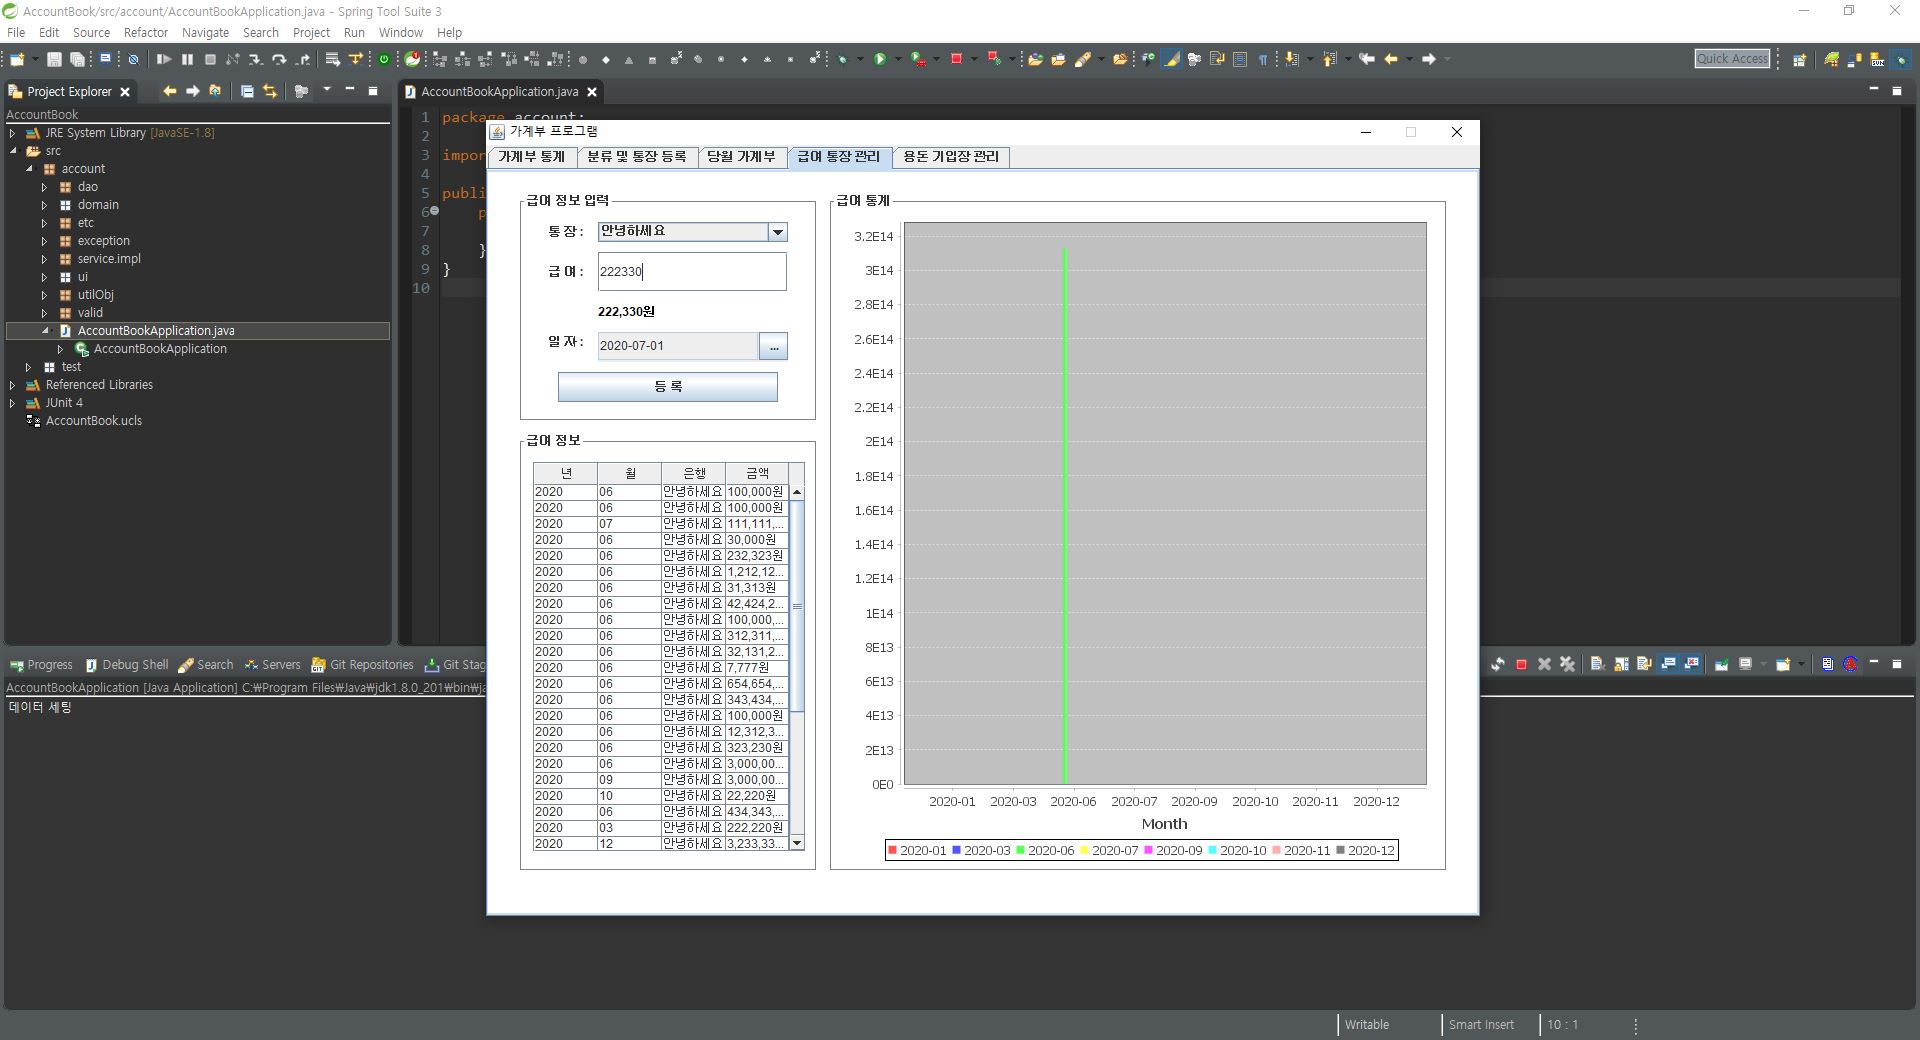 AccountBook/src/account/AccountBookApplication.java - Spring Tool Suite 3
File Edit Source Refactor Navigate Search Project Run Window Help
Quick Access
Project Explorer
AccountBook
JRE System Library [JavaSE-1.8]
src
account
dao
domain
etc
exception
service.impl
ui
utilObj
valid
AccountBookApplication.java
AccountBookApplication
test
Referenced Libraries
JUnit 4
AccountBook.ucls
AccountBookApplication.java
1 package account;
2
3 impor
4
5 publi
6 p
7
8 }
9 }
10
가계부 프로그램
가계부 통계 분류 및 통장 등록 당월 가계부 급여 통장 관리 용돈 기입장 관리
급여 정보 입력
통 장 : 안녕하세요
급 여 : 222330
222,330원
일 자 : 2020-07-01 ...
등 록
급여 정보
년 월 은행 금액
2020 06 안녕하세요 100,000원
2020 06 안녕하세요 100,000원
2020 07 안녕하세요 111,111,...
2020 06 안녕하세요 30,000원
2020 06 안녕하세요 232,323원
2020 06 안녕하세요 1,212,12...
2020 06 안녕하세요 31,313원
2020 06 안녕하세요 42,424,2...
2020 06 안녕하세요 100,000,...
2020 06 안녕하세요 312,311,...
2020 06 안녕하세요 32,131,2...
2020 06 안녕하세요 7,777원
2020 06 안녕하세요 654,654,...
2020 06 안녕하세요 343,434,...
2020 06 안녕하세요 100,000원
2020 06 안녕하세요 12,312,3...
2020 06 안녕하세요 323,230원
2020 06 안녕하세요 3,000,00...
2020 09 안녕하세요 3,000,00...
2020 10 안녕하세요 22,220원
2020 06 안녕하세요 434,343,...
2020 03 안녕하세요 222,220원
2020 12 안녕하세요 3,233,33...
급여 통계
3.2E14
3E14
2.8E14
2.6E14
2.4E14
2.2E14
2E14
1.8E14
1.6E14
1.4E14
1.2E14
1E14
8E13
6E13
4E13
2E13
0E0
2020-01 2020-03 2020-06 2020-07 2020-09 2020-10 2020-11 2020-12
Month
2020-01 2020-03 2020-06 2020-07 2020-09 2020-10 2020-11 2020-12
Progress Debug Shell Search Servers Git Repositories Git Stag
AccountBookApplication [Java Application] C:₩Program Files₩Java₩jdk1.8.0_201₩bin₩ja
데이터 세팅
Writable Smart Insert 10 : 1